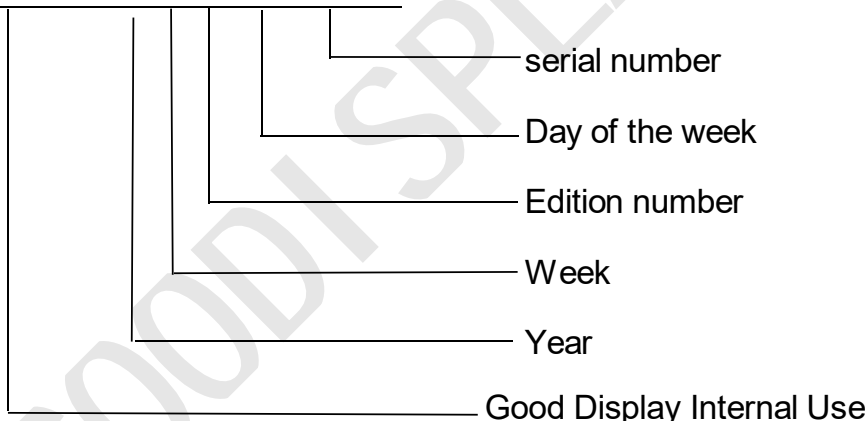 serial number
Day of the week
Edition number
Week
Year
Good Display Internal Use